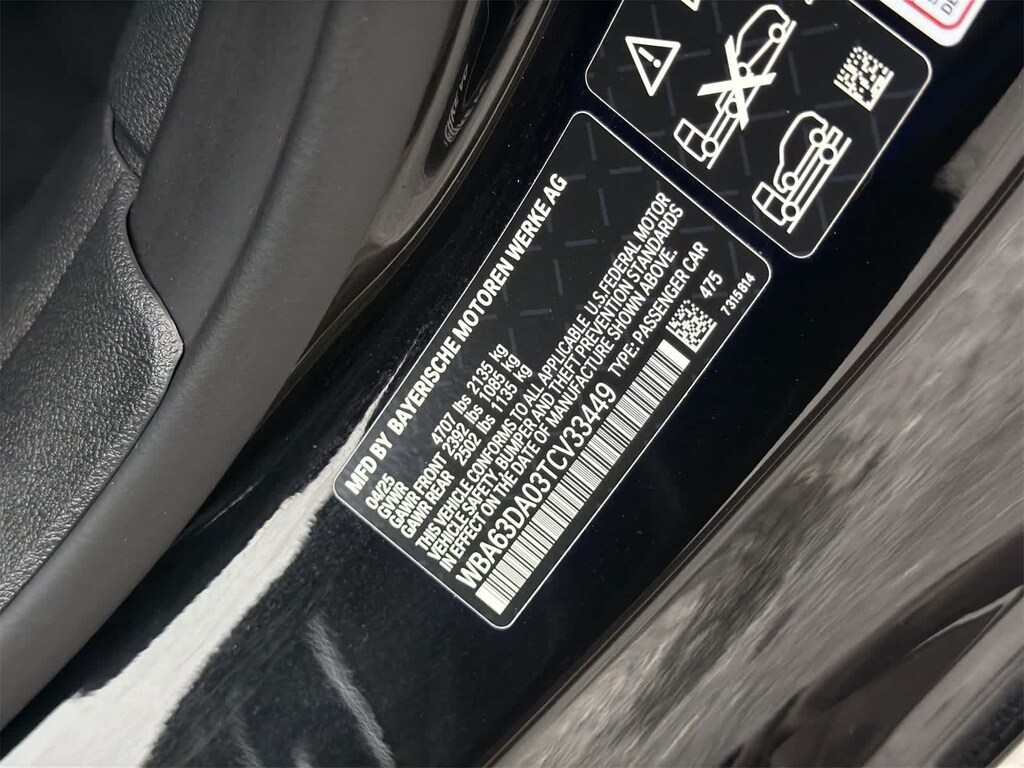 MFD BY BAYERISCHE MOTOREN WERKE AG
04/25
GVWR 4707 lbs 2135 kg
GAWR FRONT 2392 lbs 1085 kg
GAWR REAR 2502 lbs 1135 kg
THIS VEHICLE CONFORMS TO ALL APPLICABLE U.S. FEDERAL MOTOR
VEHICLE SAFETY, BUMPER AND THEFT PREVENTION STANDARDS
IN EFFECT ON THE DATE OF MANUFACTURE SHOWN ABOVE.
WBA63DA03TCV33449 TYPE: PASSENGER CAR
475
7315814